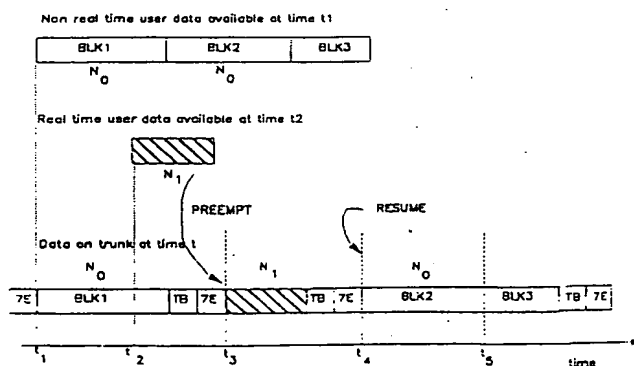 Non real time user data available at time t1
BLK1 BLK2 BLK3
N0 N0
Real time user data available at time t2
N1
PREEMPT RESUME
Data on trunk at time t
N0 N1 N0
7E BLK1 TB 7E TB 7E BLK2 BLK3 TB 7E
t1 t2 t3 t4 t5 time